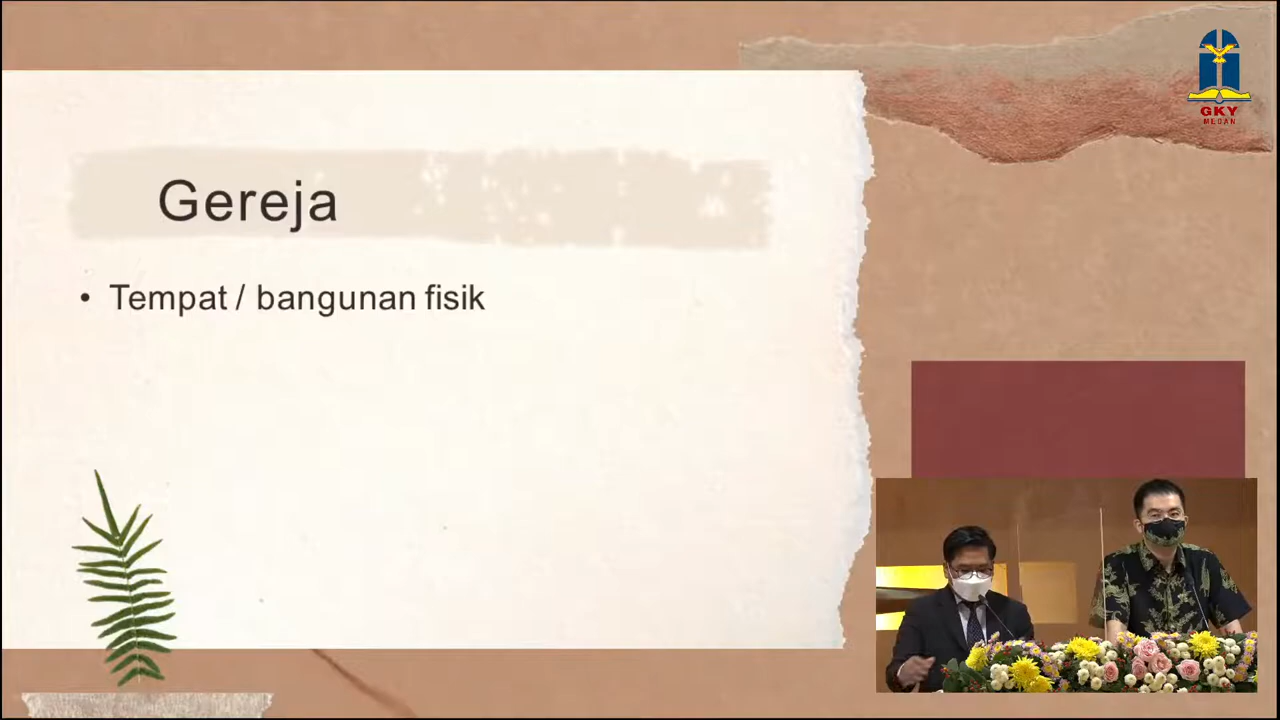 GKY
MEDAN
Gereja
• Tempat / bangunan fisik